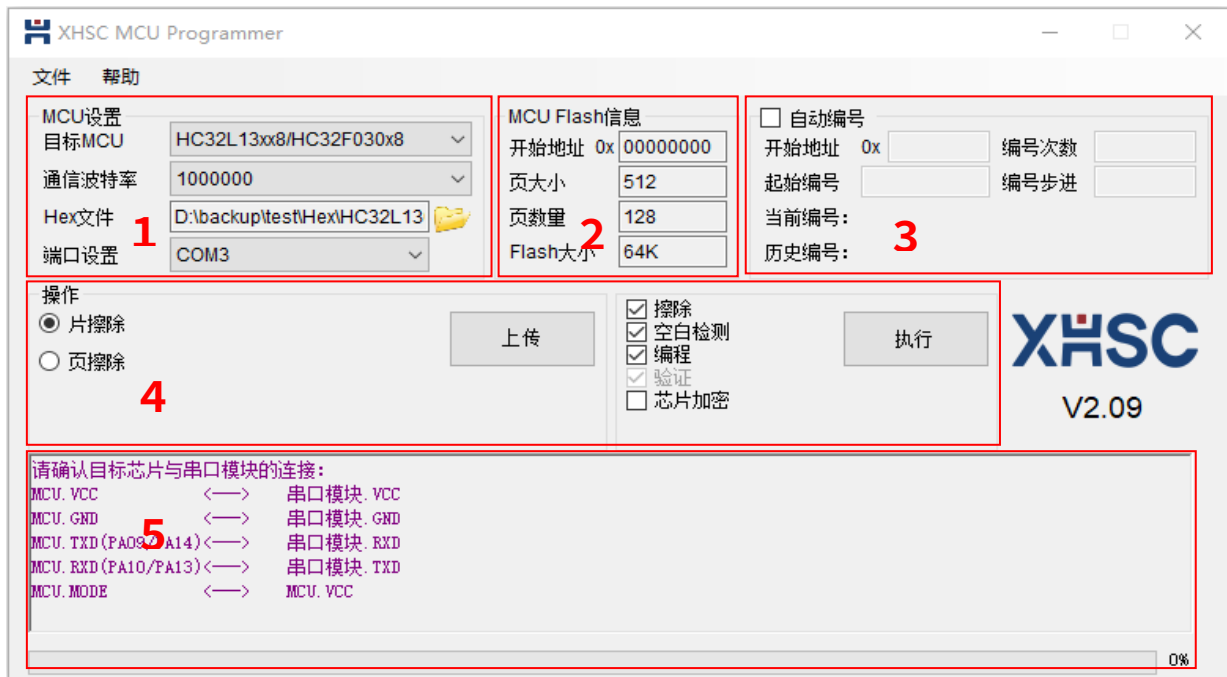 XHSC MCU Programmer
文件 帮助
MCU设置
目标MCU HC32L13xx8/HC32F030x8
通信波特率 1000000
Hex文件 D:\backup\test\Hex\HC32L13
端口设置 COM3
1
MCU Flash信息
开始地址 0x 00000000
页大小 512
页数量 128
Flash大小 64K
2
自动编号
开始地址 0x 编号次数
起始编号 编号步进
当前编号:
历史编号:
3
操作
片擦除
页擦除
上传
4
擦除
空白检测
编程
验证
芯片加密
执行
XHSC
V2.09
请确认目标芯片与串口模块的连接:
MCU.VCC <——> 串口模块.VCC
MCU.GND <——> 串口模块.GND
MCU.TXD(PA09/PA14)<——> 串口模块.RXD
MCU.RXD(PA10/PA13)<——> 串口模块.TXD
MCU.MODE <——> MCU.VCC
5
0%